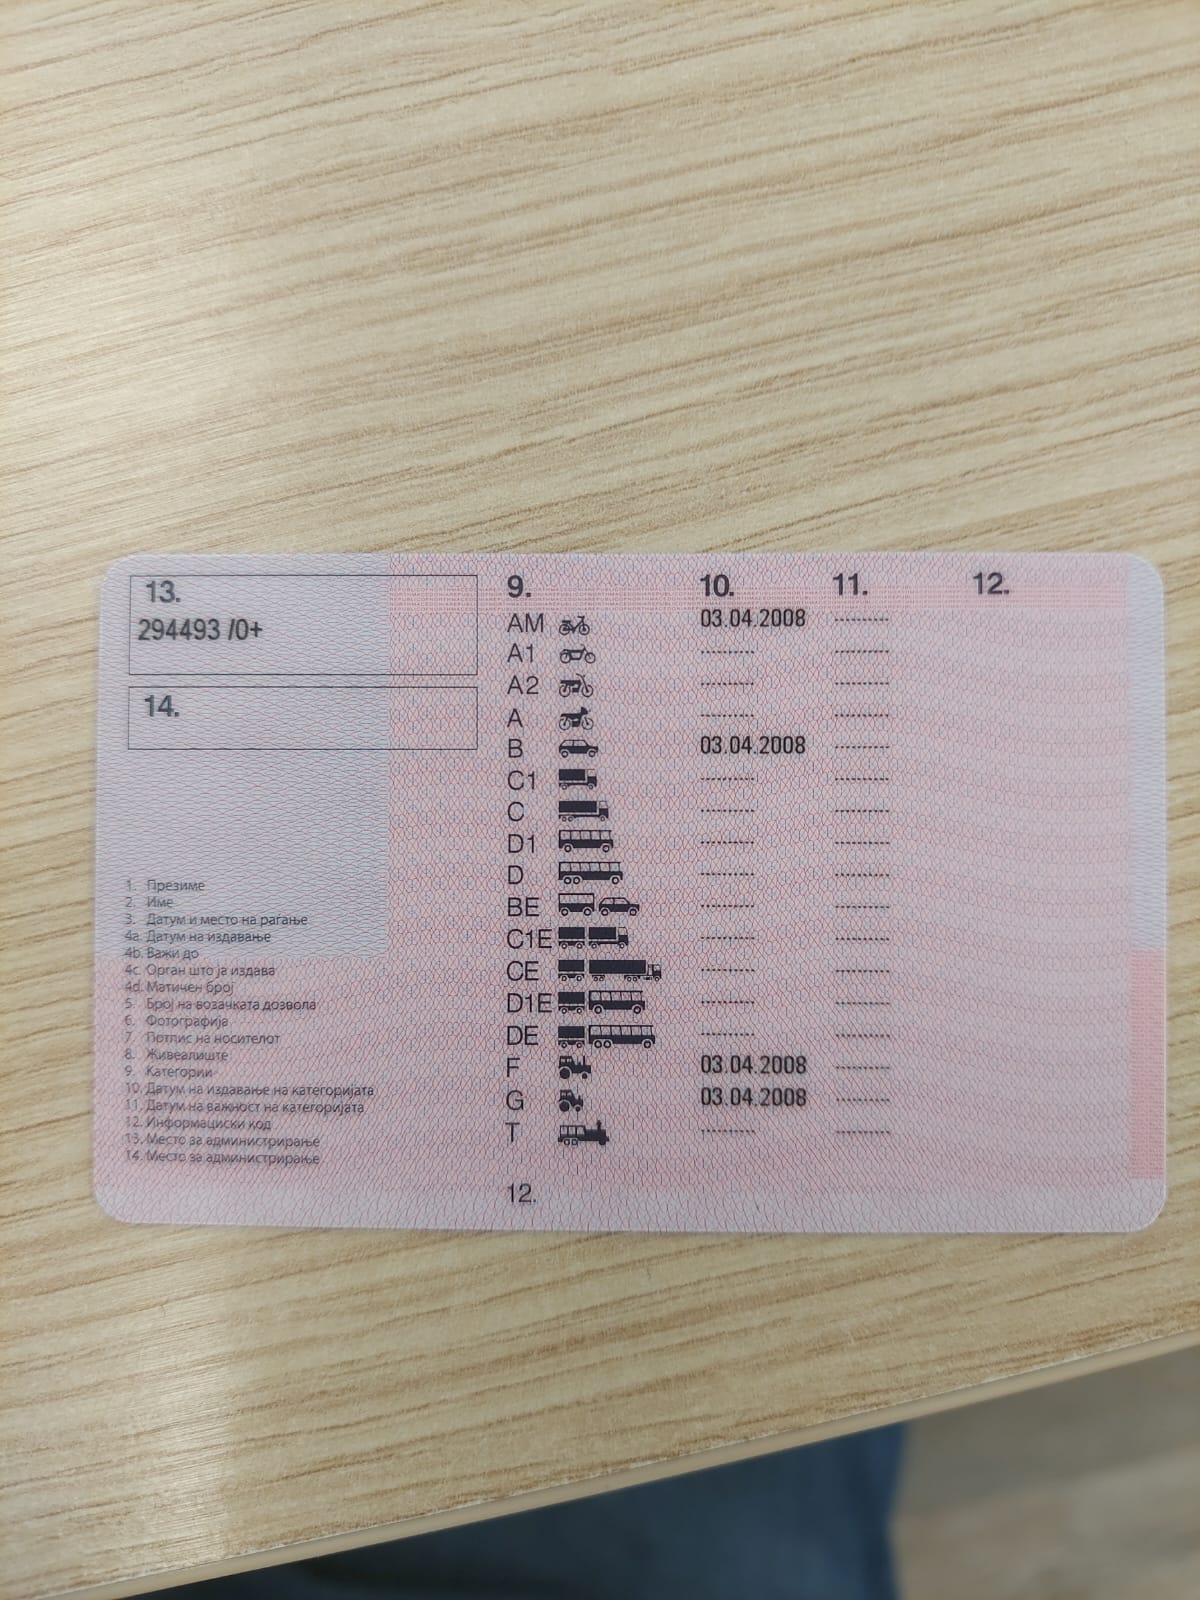 13.
294493 /0+
14.
9. 10. 11. 12.
AM 03.04.2008 ---------
A1 --------- ---------
A2 --------- ---------
A --------- ---------
B 03.04.2008 ---------
C1 --------- ---------
C --------- ---------
D1 --------- ---------
D --------- ---------
BE --------- ---------
C1E --------- ---------
CE --------- ---------
D1E --------- ---------
DE --------- ---------
F 03.04.2008 ---------
G 03.04.2008 ---------
T --------- ---------
12.
1. Презиме
2. Име
3. Датум и место на раѓање
4a. Датум на издавање
4b. Важи до
4c. Орган што ја издава
4d. Матичен број
5. Број на возачката дозвола
6. Фотографија
7. Потпис на носителот
8. Живеалиште
9. Категории
10. Датум на издавање на категоријата
11. Датум на важност на категоријата
12. Информациски код
13. Место за администрирање
14. Место за администрирање